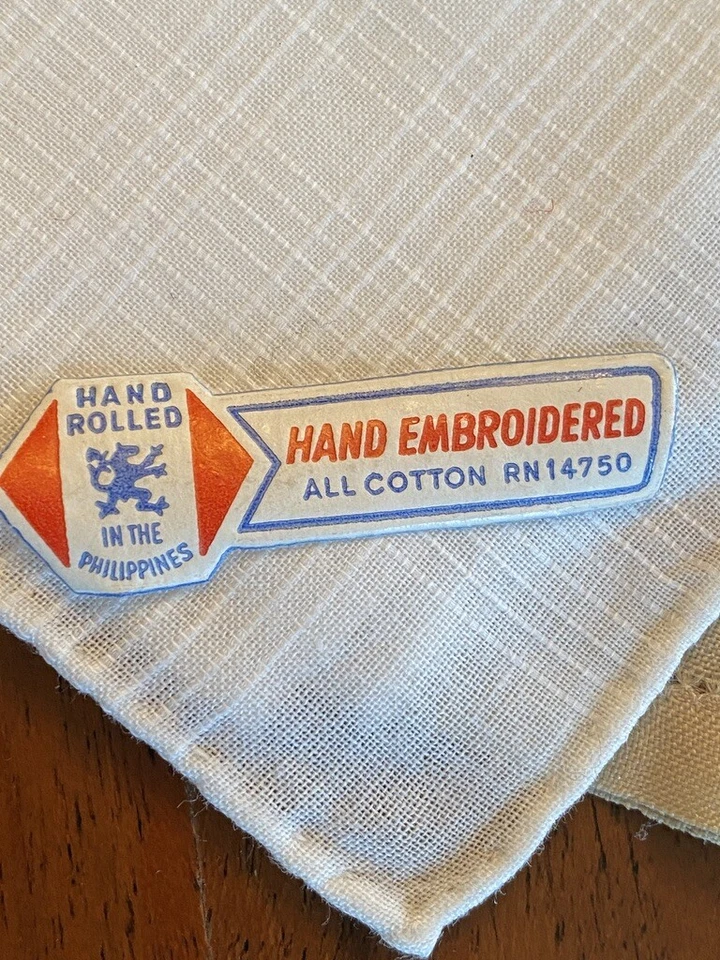 HAND
ROLLED
IN THE
PHILIPPINES
HAND EMBROIDERED
ALL COTTON RN14750